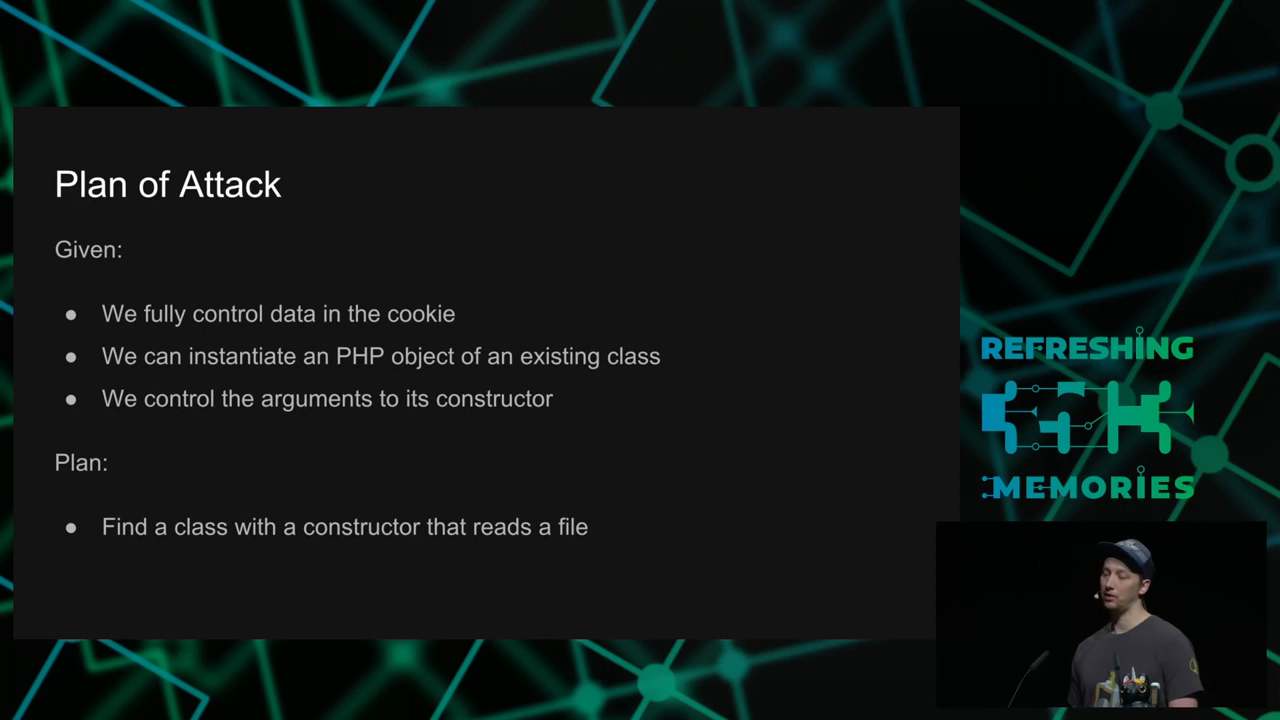 Plan of Attack
Given:
● We fully control data in the cookie
● We can instantiate an PHP object of an existing class
● We control the arguments to its constructor
Plan:
● Find a class with a constructor that reads a file
REFRESHING
MEMORIES